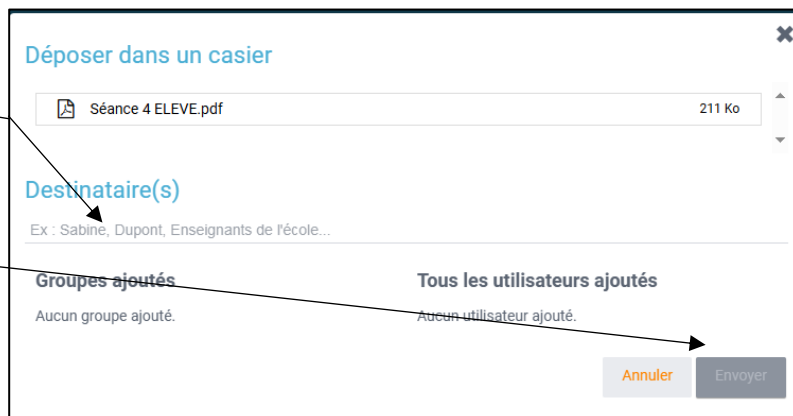 Déposer dans un casier
Séance 4 ELEVE.pdf 211 Ko
Destinataire(s)
Ex : Sabine, Dupont, Enseignants de l'école...
Groupes ajoutés Tous les utilisateurs ajoutés
Aucun groupe ajouté. Aucun utilisateur ajouté.
Annuler Envoyer